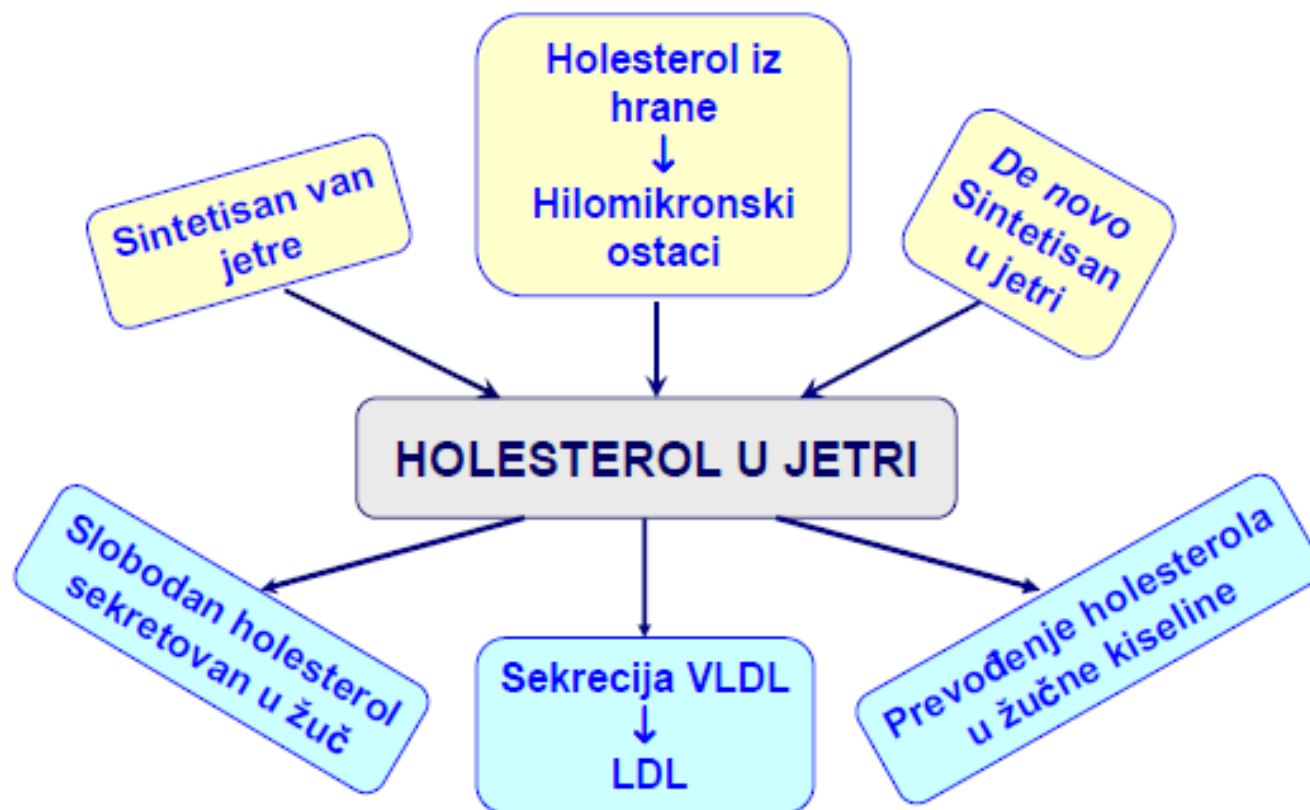 Holesterol iz
hrane
↓
Hilomikronski
ostaci
Sintetisan van
jetre
De novo
Sintetisan
u jetri
HOLESTEROL U JETRI
Slobodan holesterol
sekretovan u žuč
Sekrecija VLDL
↓
LDL
Prevođenje holesterola
u žučne kiseline